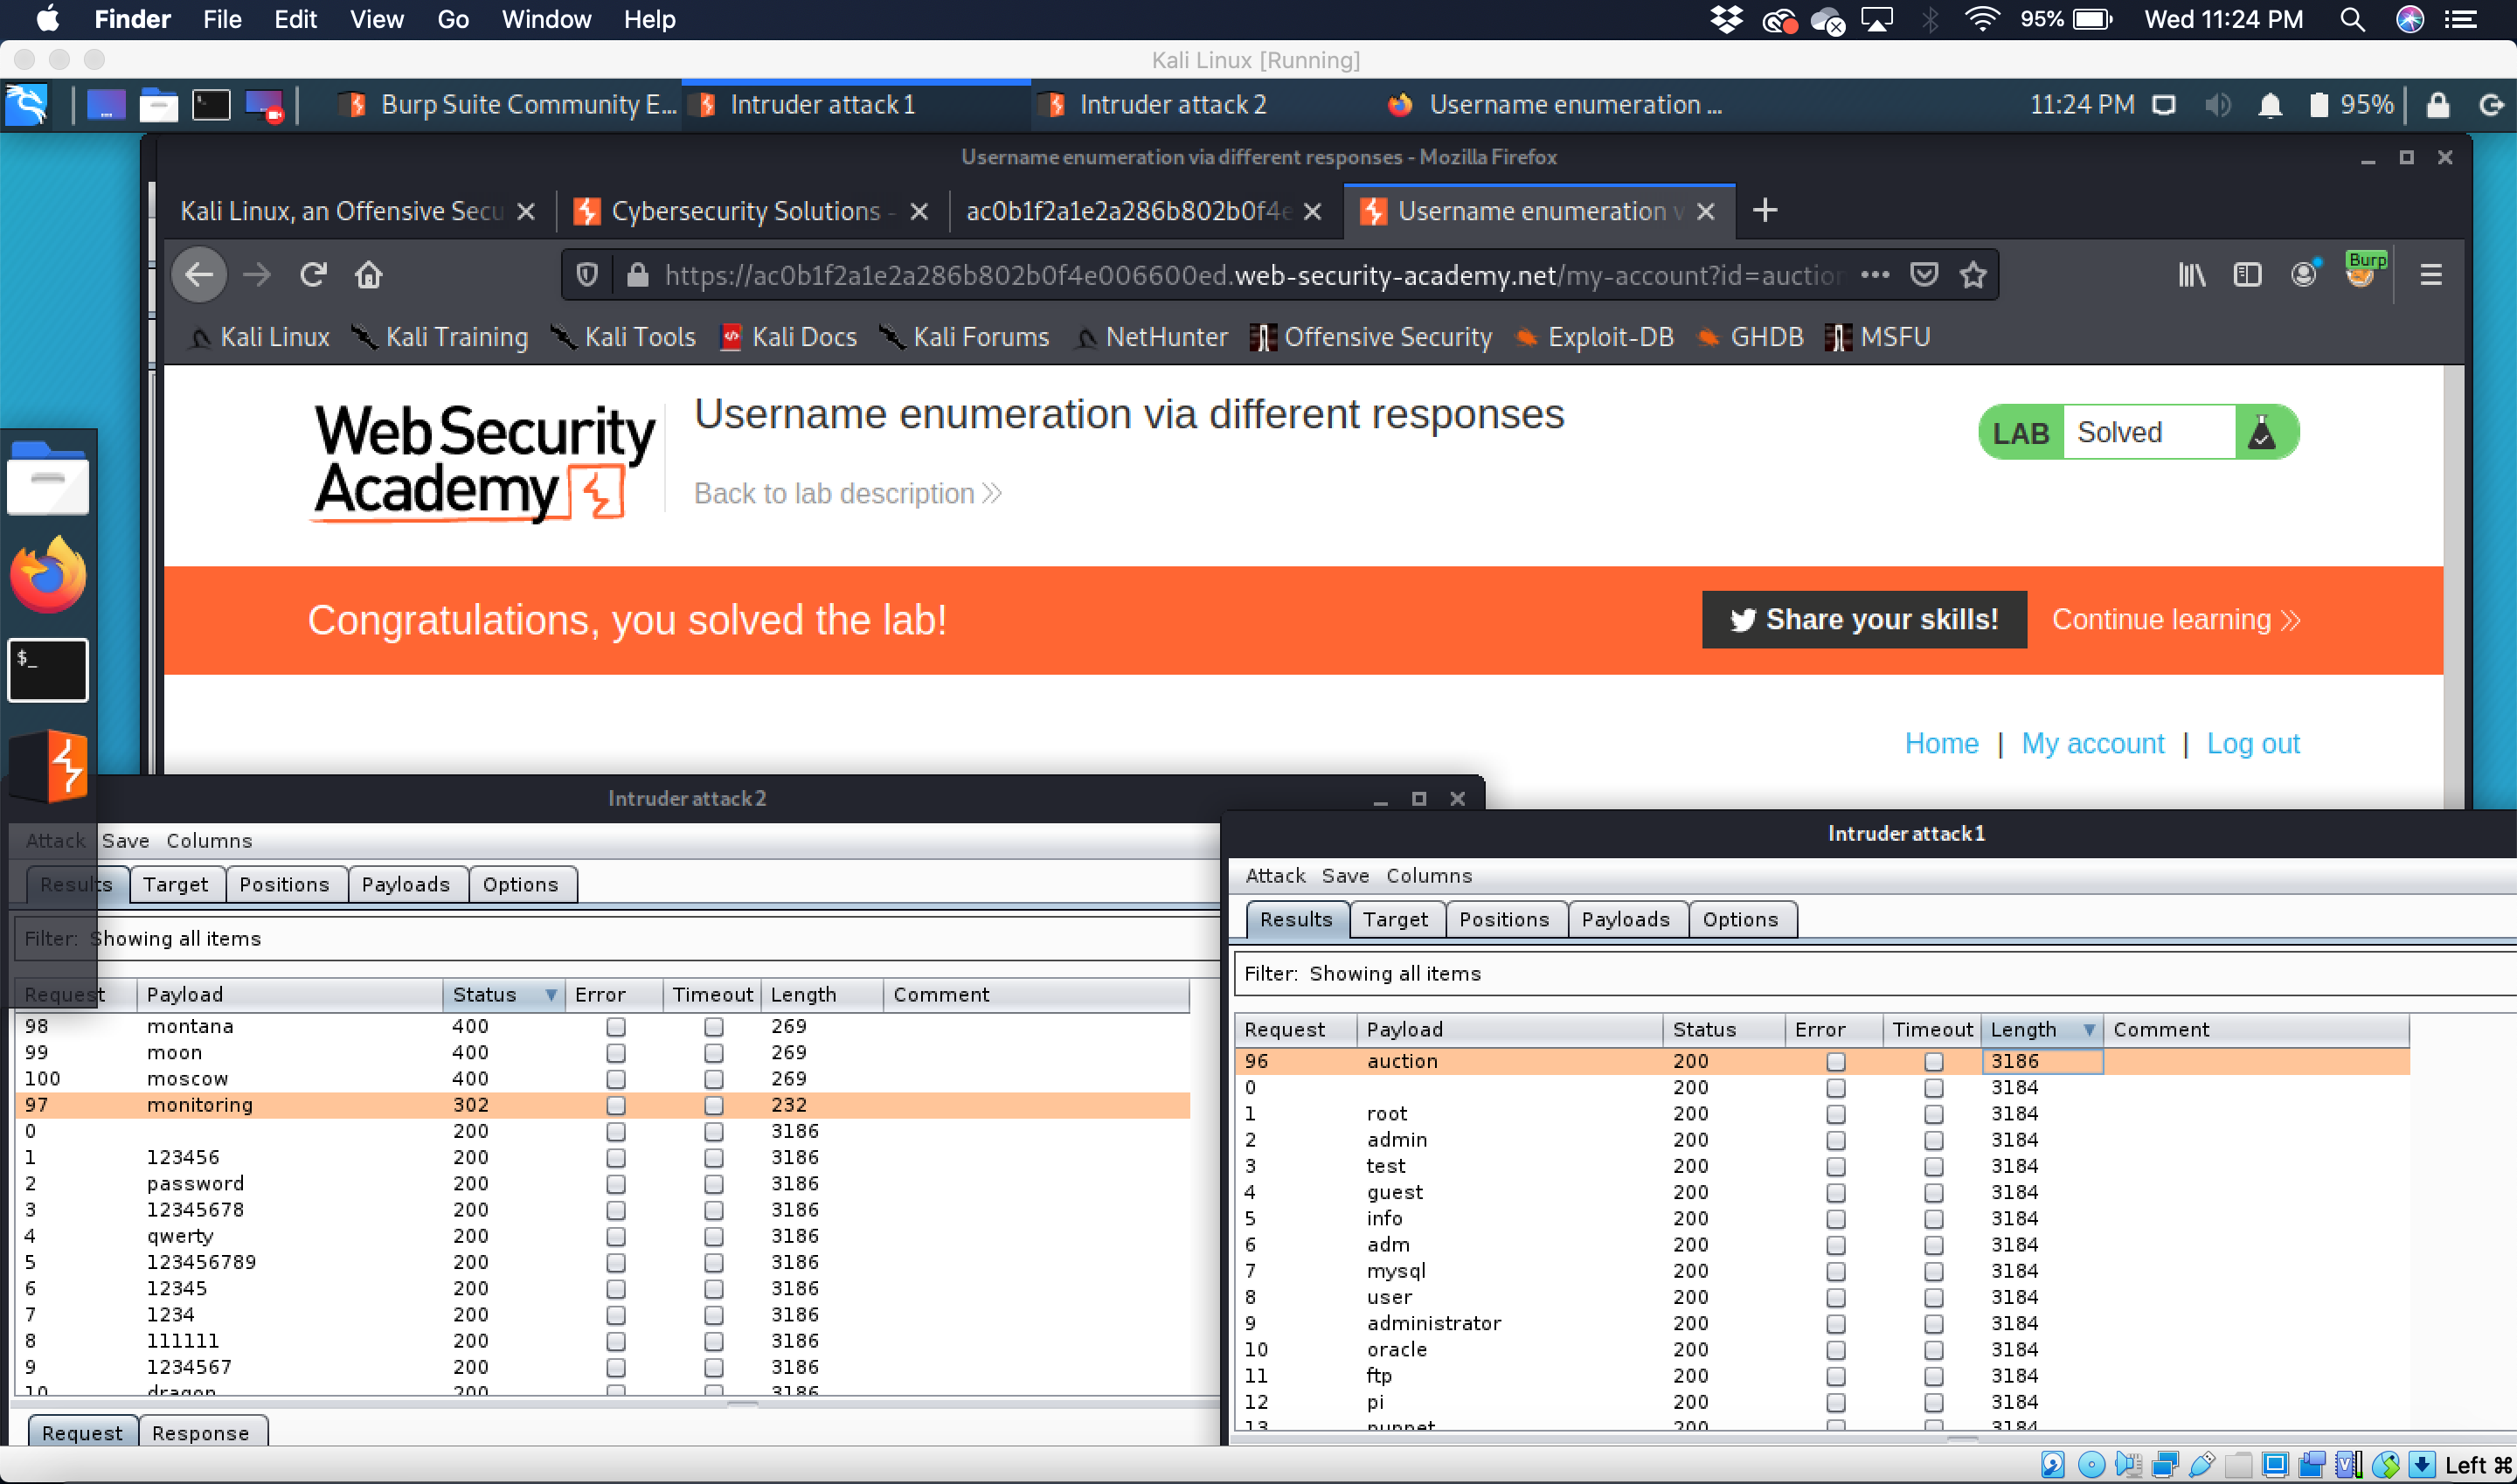 Finder File Edit View Go Window Help 95% Wed 11:24 PM
Kali Linux [Running]
Burp Suite Community E... Intruder attack 1 Intruder attack 2 Username enumeration ... 11:24 PM 95%
Username enumeration via different responses - Mozilla Firefox
Kali Linux, an Offensive Secu Cybersecurity Solutions - ac0b1f2a1e2a286b802b0f4e Username enumeration v
https://ac0b1f2a1e2a286b802b0f4e006600ed.web-security-academy.net/my-account?id=auction Burp
Kali Linux Kali Training Kali Tools Kali Docs Kali Forums NetHunter Offensive Security Exploit-DB GHDB MSFU
Web Security Academy
Username enumeration via different responses
Back to lab description
LAB Solved
Congratulations, you solved the lab! Share your skills! Continue learning
Home | My account | Log out
$_
Intruder attack 2
Attack Save Columns
Results Target Positions Payloads Options
Filter: Showing all items
Request Payload Status Error Timeout Length Comment
98 montana 400 269
99 moon 400 269
100 moscow 400 269
97 monitoring 302 232
0 200 3186
1 123456 200 3186
2 password 200 3186
3 12345678 200 3186
4 qwerty 200 3186
5 123456789 200 3186
6 12345 200 3186
7 1234 200 3186
8 111111 200 3186
9 1234567 200 3186
10 dragon 200 3186
Request Response
Intruder attack 1
Attack Save Columns
Results Target Positions Payloads Options
Filter: Showing all items
Request Payload Status Error Timeout Length Comment
96 auction 200 3186
0 200 3184
1 root 200 3184
2 admin 200 3184
3 test 200 3184
4 guest 200 3184
5 info 200 3184
6 adm 200 3184
7 mysql 200 3184
8 user 200 3184
9 administrator 200 3184
10 oracle 200 3184
11 ftp 200 3184
12 pi 200 3184
13 puppet 200 3184
Left ⌘